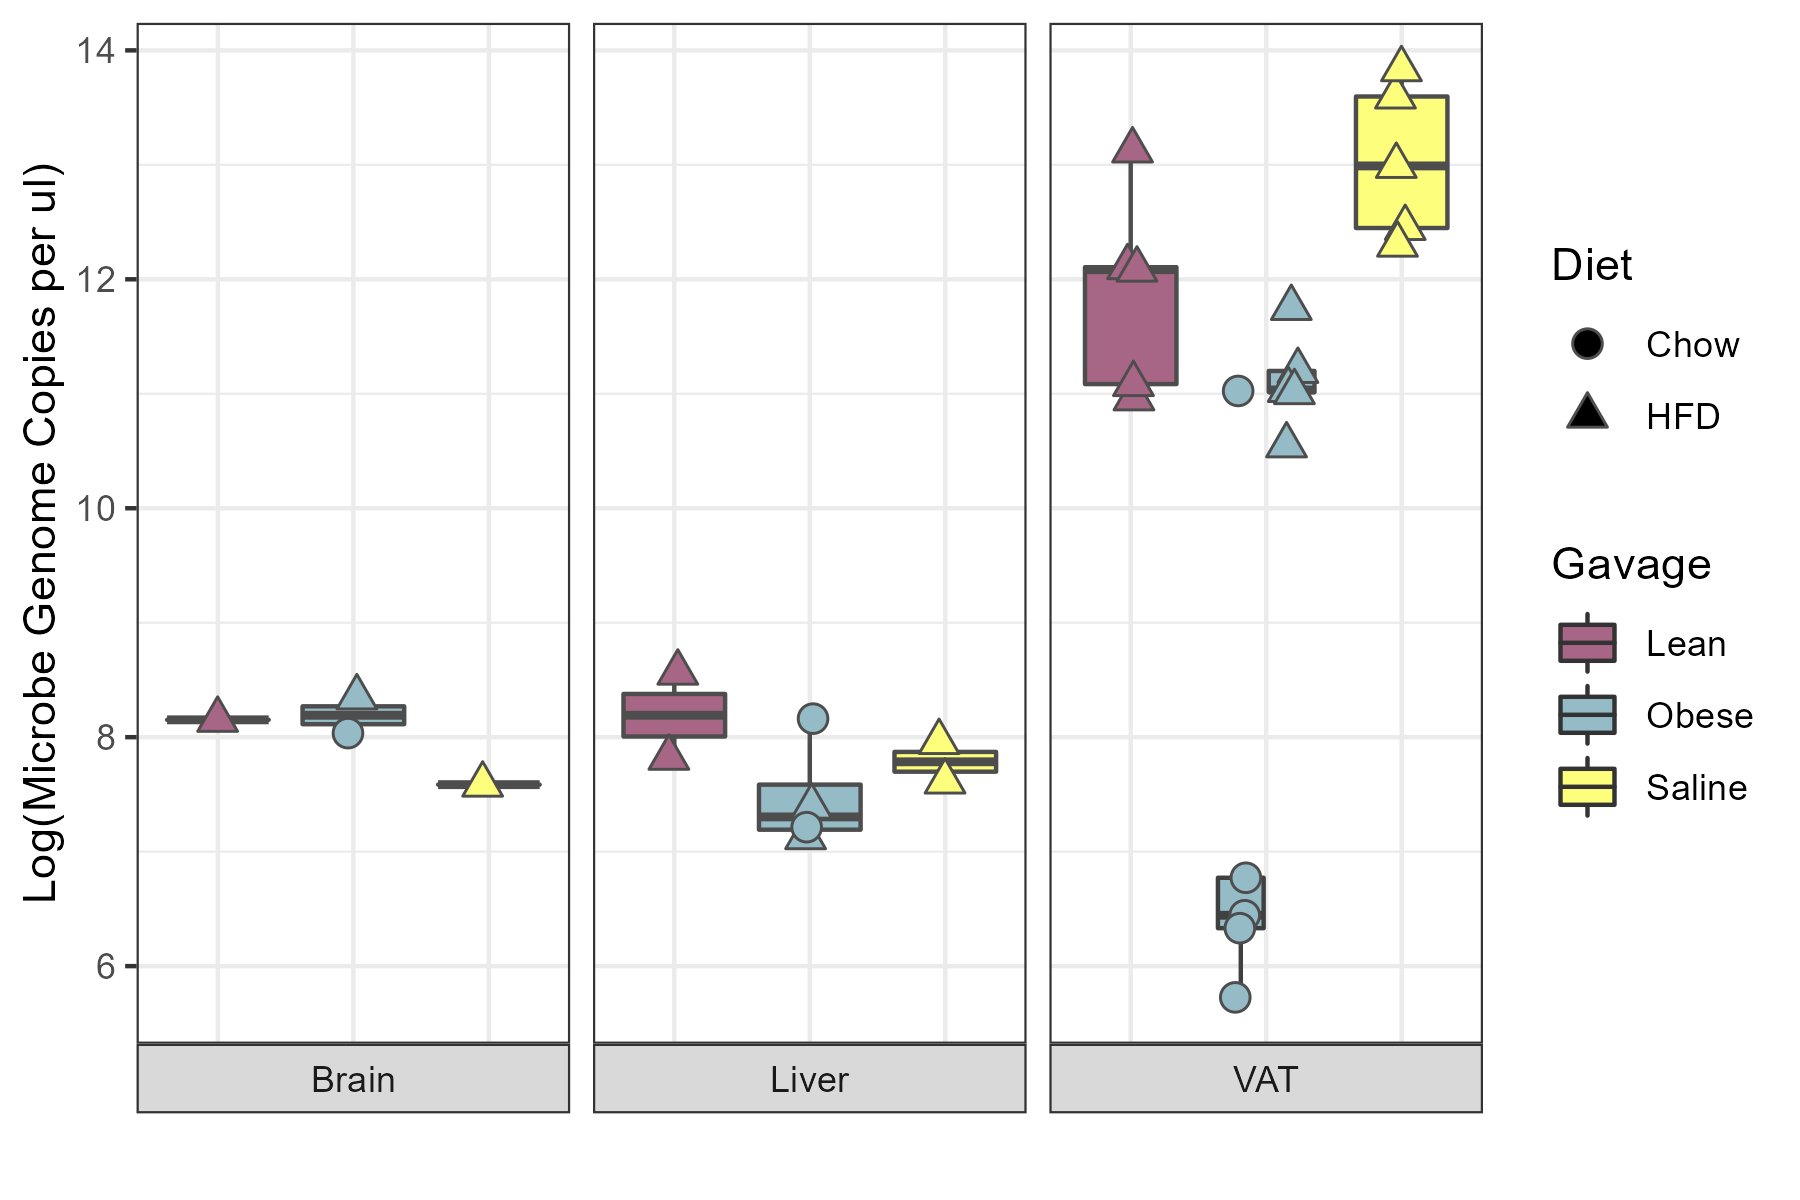 Log(Microbe Genome Copies per ul)
14
12
10
8
6
Brain
Liver
VAT
Diet
Chow
HFD
Gavage
Lean
Obese
Saline